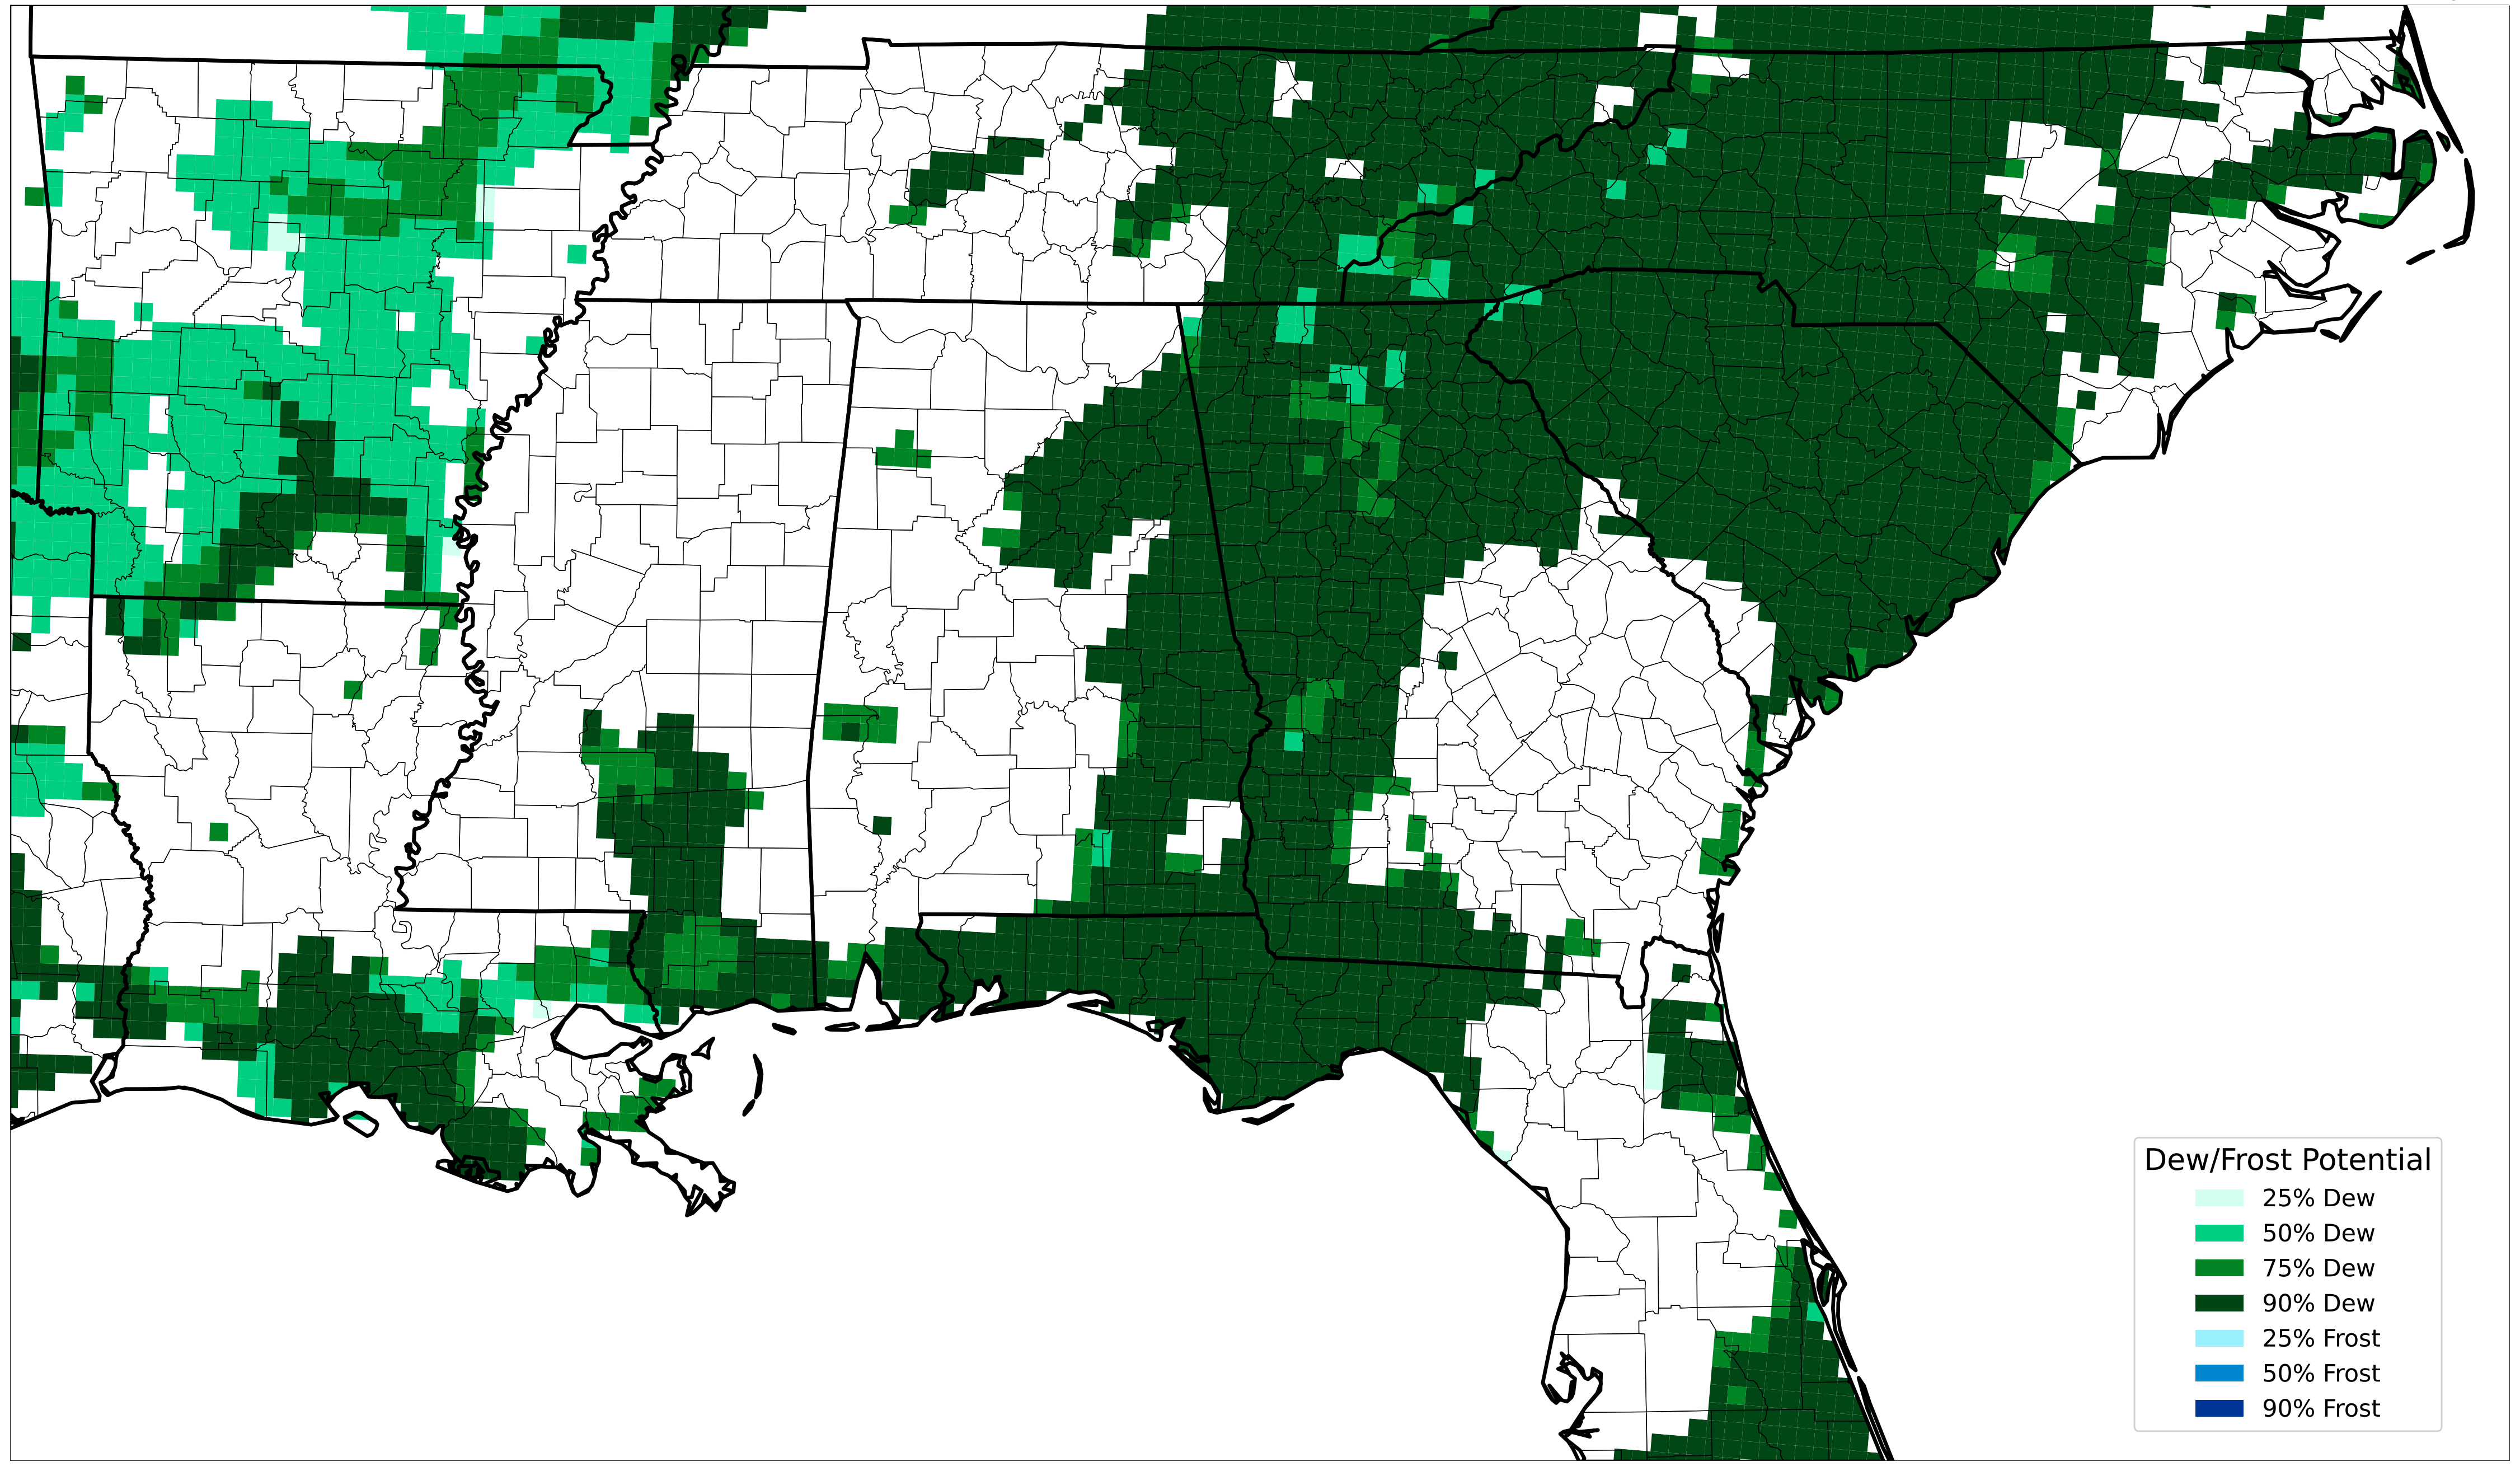 Dew/Frost Potential
25% Dew
50% Dew
75% Dew
90% Dew
25% Frost
50% Frost
90% Frost